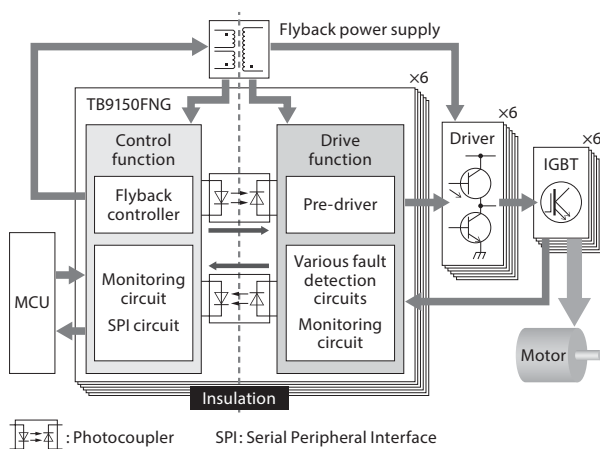 Flyback power supply
×6
TB9150FNG
Control
function
Drive
function
Flyback
controller
Pre-driver
Monitoring
circuit
SPI circuit
Various fault
detection
circuits
Monitoring
circuit
MCU
×6
Driver
×6
IGBT
Motor
Insulation
: Photocoupler
SPI: Serial Peripheral Interface